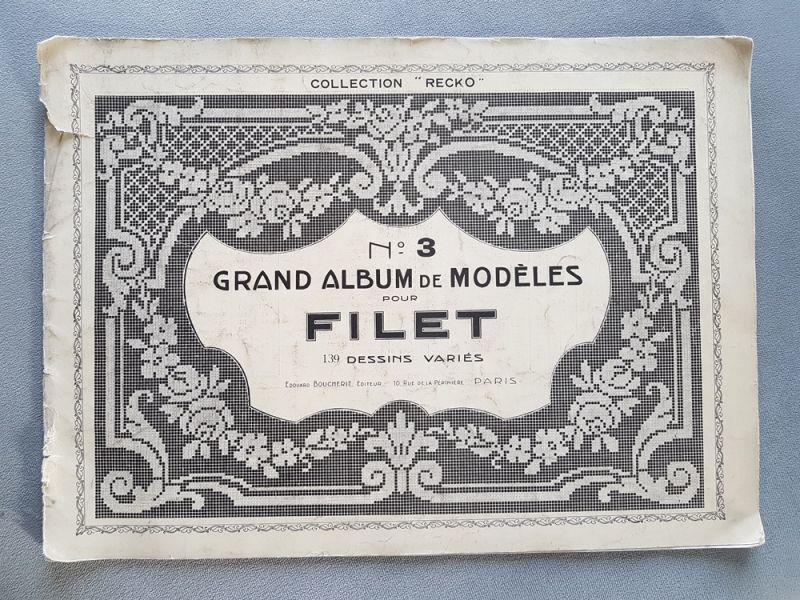 COLLECTION "RECKO"
Nº 3
GRAND ALBUM DE MODÈLES
POUR
FILET
139 DESSINS VARIÉS
EDOUARD BOUCHERIE, EDITEUR - 10, RUE DE LA PÉPINIÈRE - PARIS